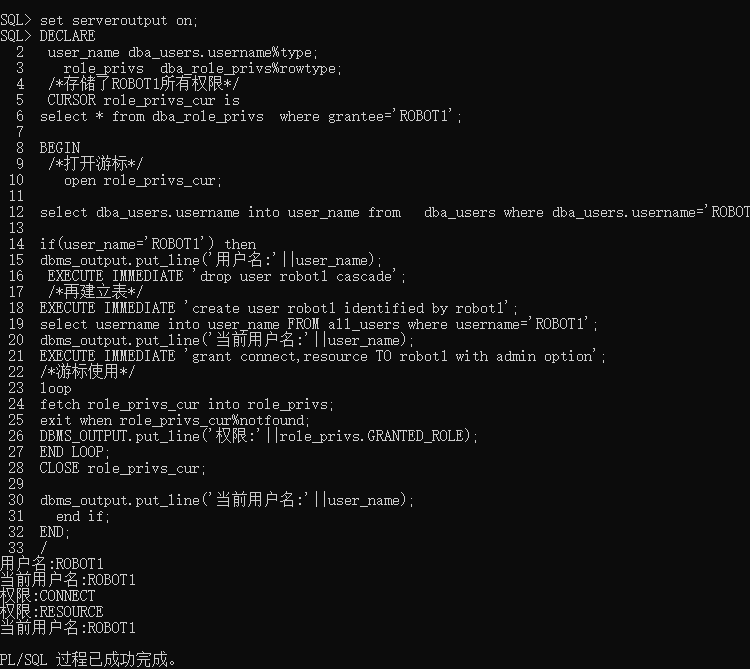 SQL> set serveroutput on;
SQL> DECLARE
2 user_name dba_users.username%type;
3 role_privs dba_role_privs%rowtype;
4 /*存储了ROBOT1所有权限*/
5 CURSOR role_privs_cur is
6 select * from dba_role_privs where grantee='ROBOT1';
7
8 BEGIN
9 /*打开游标*/
10 open role_privs_cur;
11
12 select dba_users.username into user_name from dba_users where dba_users.username='ROBOT
13
14 if(user_name='ROBOT1') then
15 dbms_output.put_line('用户名:'||user_name);
16 EXECUTE IMMEDIATE 'drop user robot1 cascade';
17 /*再建立表*/
18 EXECUTE IMMEDIATE 'create user robot1 identified by robot1';
19 select username into user_name FROM all_users where username='ROBOT1';
20 dbms_output.put_line('当前用户名:'||user_name);
21 EXECUTE IMMEDIATE 'grant connect,resource TO robot1 with admin option';
22 /*游标使用*/
23 loop
24 fetch role_privs_cur into role_privs;
25 exit when role_privs_cur%notfound;
26 DBMS_OUTPUT.put_line('权限:'||role_privs.GRANTED_ROLE);
27 END LOOP;
28 CLOSE role_privs_cur;
29
30 dbms_output.put_line('当前用户名:'||user_name);
31 end if;
32 END;
33 /
用户名:ROBOT1
当前用户名:ROBOT1
权限:CONNECT
权限:RESOURCE
当前用户名:ROBOT1
PL/SQL 过程已成功完成。